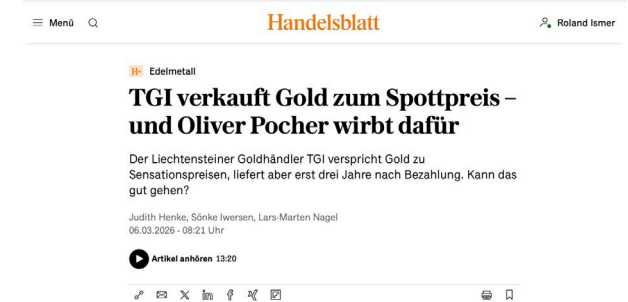 Menü
Handelsblatt
Roland Ismer
H+ Edelmetall
TGI verkauft Gold zum Spottpreis –
und Oliver Pocher wirbt dafür
Der Liechtensteiner Goldhändler TGI verspricht Gold zu
Sensationspreisen, liefert aber erst drei Jahre nach Bezahlung. Kann das
gut gehen?
Judith Henke, Sönke Iwersen, Lars-Marten Nagel
06.03.2026 - 08:21 Uhr
Artikel anhören 13:20